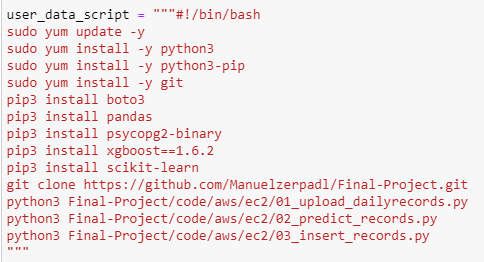 user_data_script = """#!/bin/bash
sudo yum update -y
sudo yum install -y python3
sudo yum install -y python3-pip
sudo yum install -y git
pip3 install boto3
pip3 install pandas
pip3 install psycopg2-binary
pip3 install xgboost==1.6.2
pip3 install scikit-learn
git clone https://github.com/Manuelzerpadl/Final-Project.git
python3 Final-Project/code/aws/ec2/01_upload_dailyrecords.py
python3 Final-Project/code/aws/ec2/02_predict_records.py
python3 Final-Project/code/aws/ec2/03_insert_records.py
"""